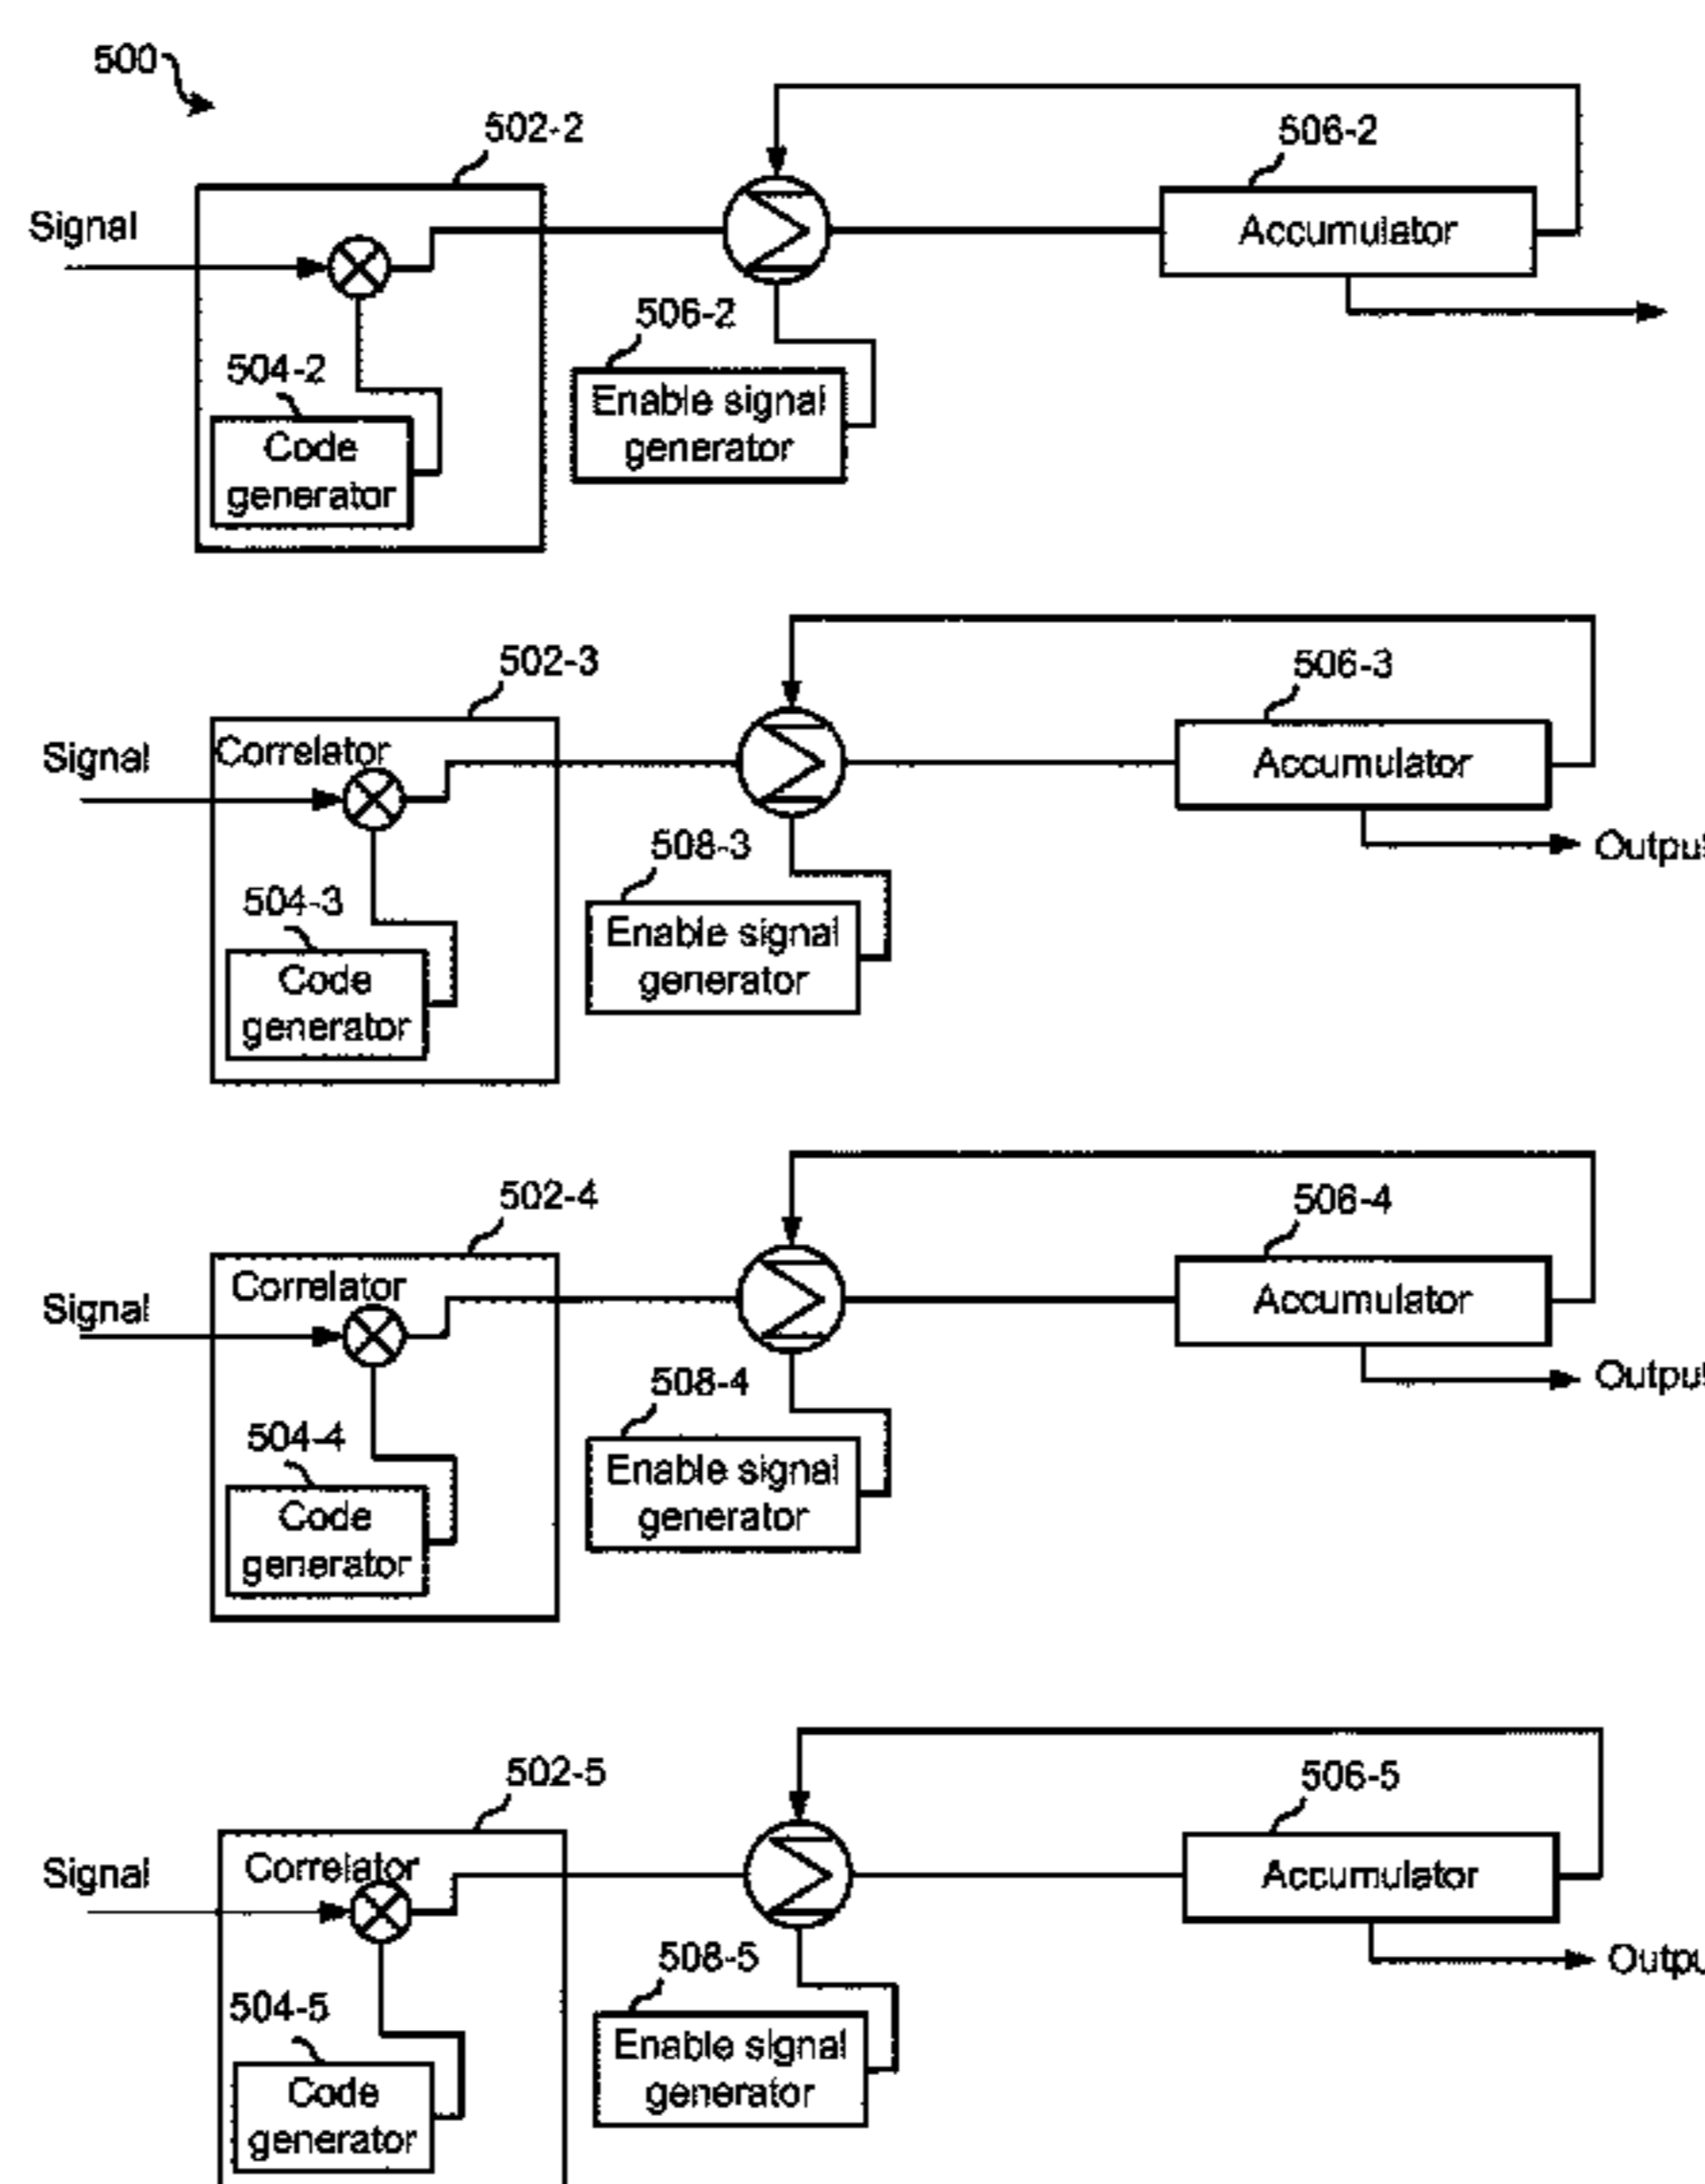 500
502-2
506-2
Signal
Accumulator
506-2
504-2
Enable signal
generator
Code
generator
502-3
506-3
Signal
Correlator
Accumulator
508-3
Output
504-3
Enable signal
generator
Code
generator
502-4
506-4
Signal
Correlator
Accumulator
508-4
Output
504-4
Enable signal
generator
Code
generator
502-5
506-5
Signal
Correlator
Accumulator
508-5
Outpu
504-5
Enable signal
generator
Code
generator